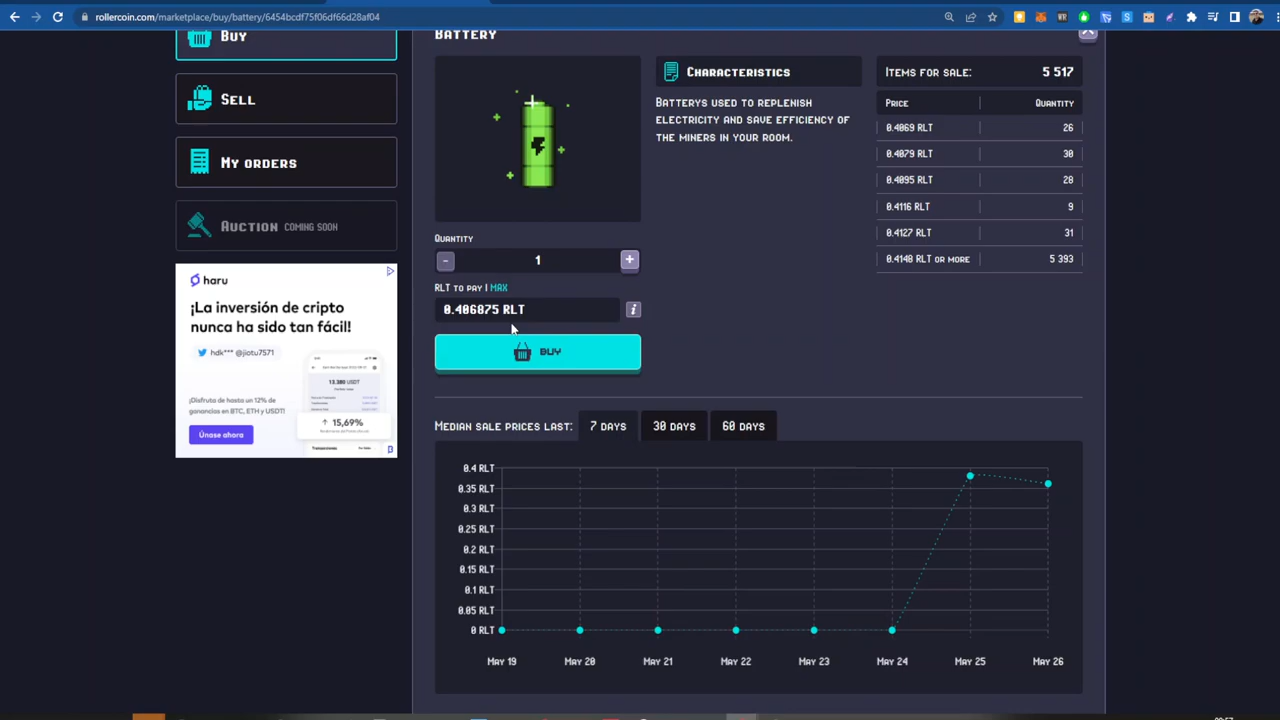 rollercoin.com/marketplace/buy/battery/6454bcdf75f06df66d28af04
Buy
Sell
My orders
Auction COMING SOON
haru
¡La inversión de cripto
nunca ha sido tan fácil!
hdk*** @jiotu7571
13.380 USDT
¡Disfruta de hasta un 12% de
ganancias en BTC, ETH y USDT!
15,69%
Únase ahora
Battery
Characteristics
Batterys used to replenish
electricity and save efficiency of
the miners in your room.
Items for sale: 5 517
Price Quantity
0.4069 RLT 26
0.4079 RLT 30
0.4095 RLT 28
0.4116 RLT 9
0.4127 RLT 31
0.4148 RLT or more 5 393
Quantity
- 1 +
RLT to pay | MAX
0.406875 RLT
i
BUY
Median sale prices last: 7 days 30 days 60 days
0.4 RLT
0.35 RLT
0.3 RLT
0.25 RLT
0.2 RLT
0.15 RLT
0.1 RLT
0.05 RLT
0 RLT
May 19 May 20 May 21 May 22 May 23 May 24 May 25 May 26